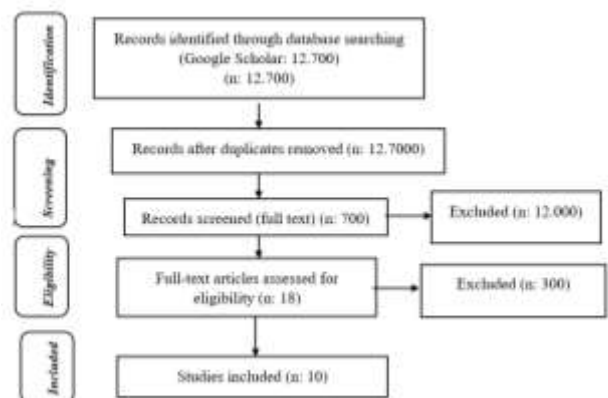 Identification
Records identified through database searching
(Google Scholar: 12.700)
(n: 12.700)
Screening
Records after duplicates removed (n: 12.7000)
Records screened (full text) (n: 700)
Excluded (n: 12.000)
Eligibility
Full-text articles assessed for
eligibility (n: 18)
Excluded (n: 300)
Included
Studies included (n: 10)